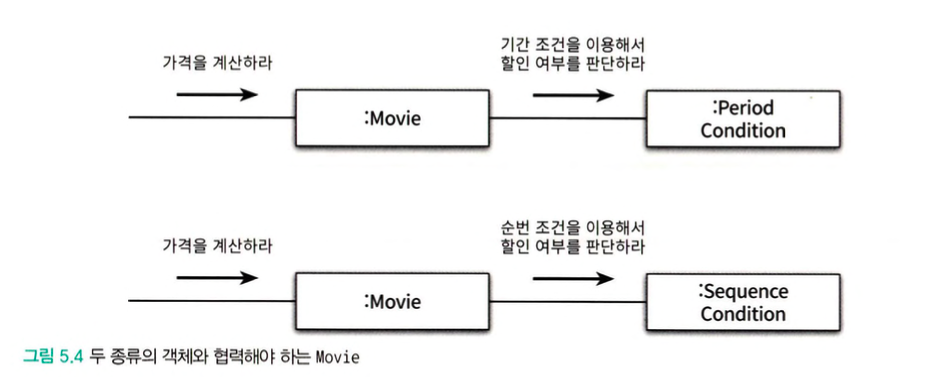 가격을 계산하라
기간 조건을 이용해서
할인 여부를 판단하라
:Movie
:Period
Condition
가격을 계산하라
순번 조건을 이용해서
할인 여부를 판단하라
:Movie
:Sequence
Condition
그림 5.4 두 종류의 객체와 협력해야 하는 Movie